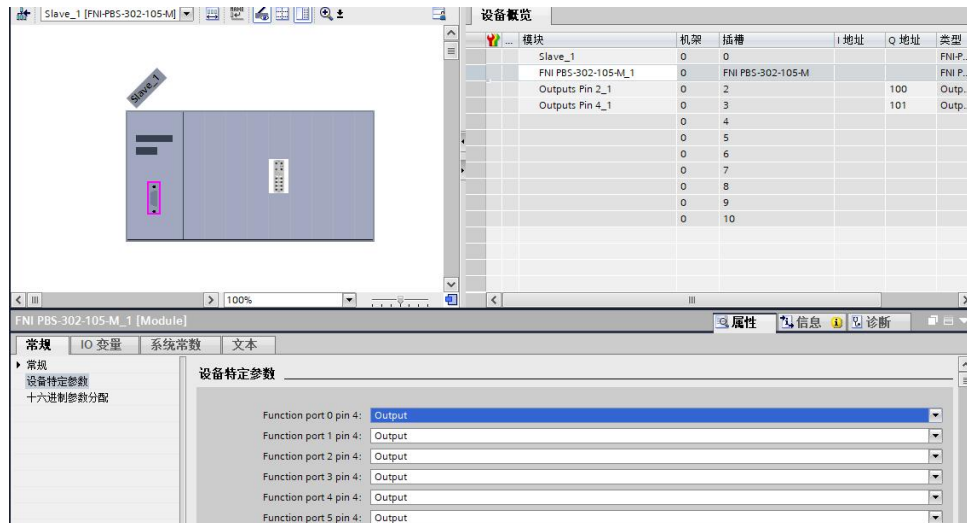 Slave_1 [FNI-PBS-302-105-M]
Slave_1
100%
设备概览
... 模块 机架 插槽 I 地址 Q 地址 类型
Slave_1 0 0 FNI-P...
FNI PBS-302-105-M_1 0 FNI PBS-302-105-M FNI P...
Outputs Pin 2_1 0 2 100 Outp...
Outputs Pin 4_1 0 3 101 Outp...
0 4
0 5
0 6
0 7
0 8
0 9
0 10
FNI PBS-302-105-M_1 [Module]
属性 信息 诊断
常规 IO 变量 系统常数 文本
常规
设备特定参数
十六进制参数分配
设备特定参数
Function port 0 pin 4: Output
Function port 1 pin 4: Output
Function port 2 pin 4: Output
Function port 3 pin 4: Output
Function port 4 pin 4: Output
Function port 5 pin 4: Output